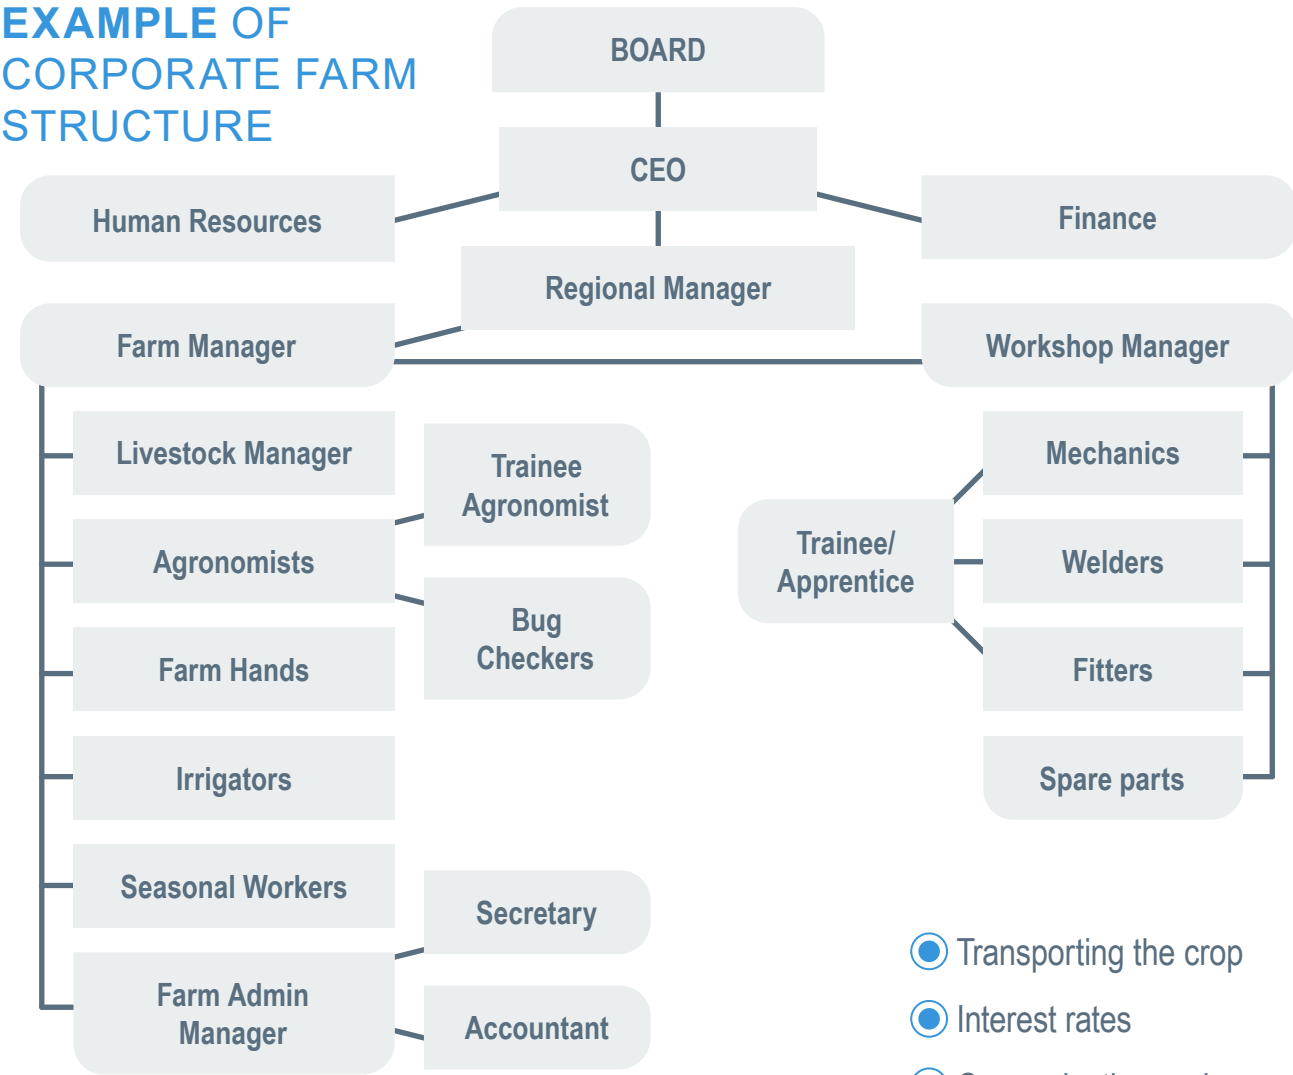 EXAMPLE OF
CORPORATE FARM
STRUCTURE
BOARD
CEO
Human Resources
Finance
Regional Manager
Farm Manager
Workshop Manager
Livestock Manager
Trainee
Agronomist
Mechanics
Agronomists
Trainee/
Apprentice
Welders
Bug
Checkers
Farm Hands
Fitters
Irrigators
Spare parts
Seasonal Workers
Secretary
Farm Admin
Manager
Accountant
Transporting the crop
Interest rates